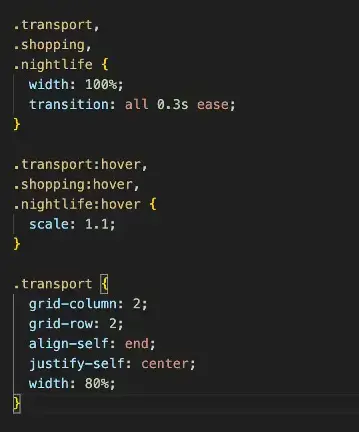 .transport,
.shopping,
.nightlife {
  width: 100%;
  transition: all 0.3s ease;
}

.transport:hover,
.shopping:hover,
.nightlife:hover {
  scale: 1.1;
}

.transport {
  grid-column: 2;
  grid-row: 2;
  align-self: end;
  justify-self: center;
  width: 80%;
}